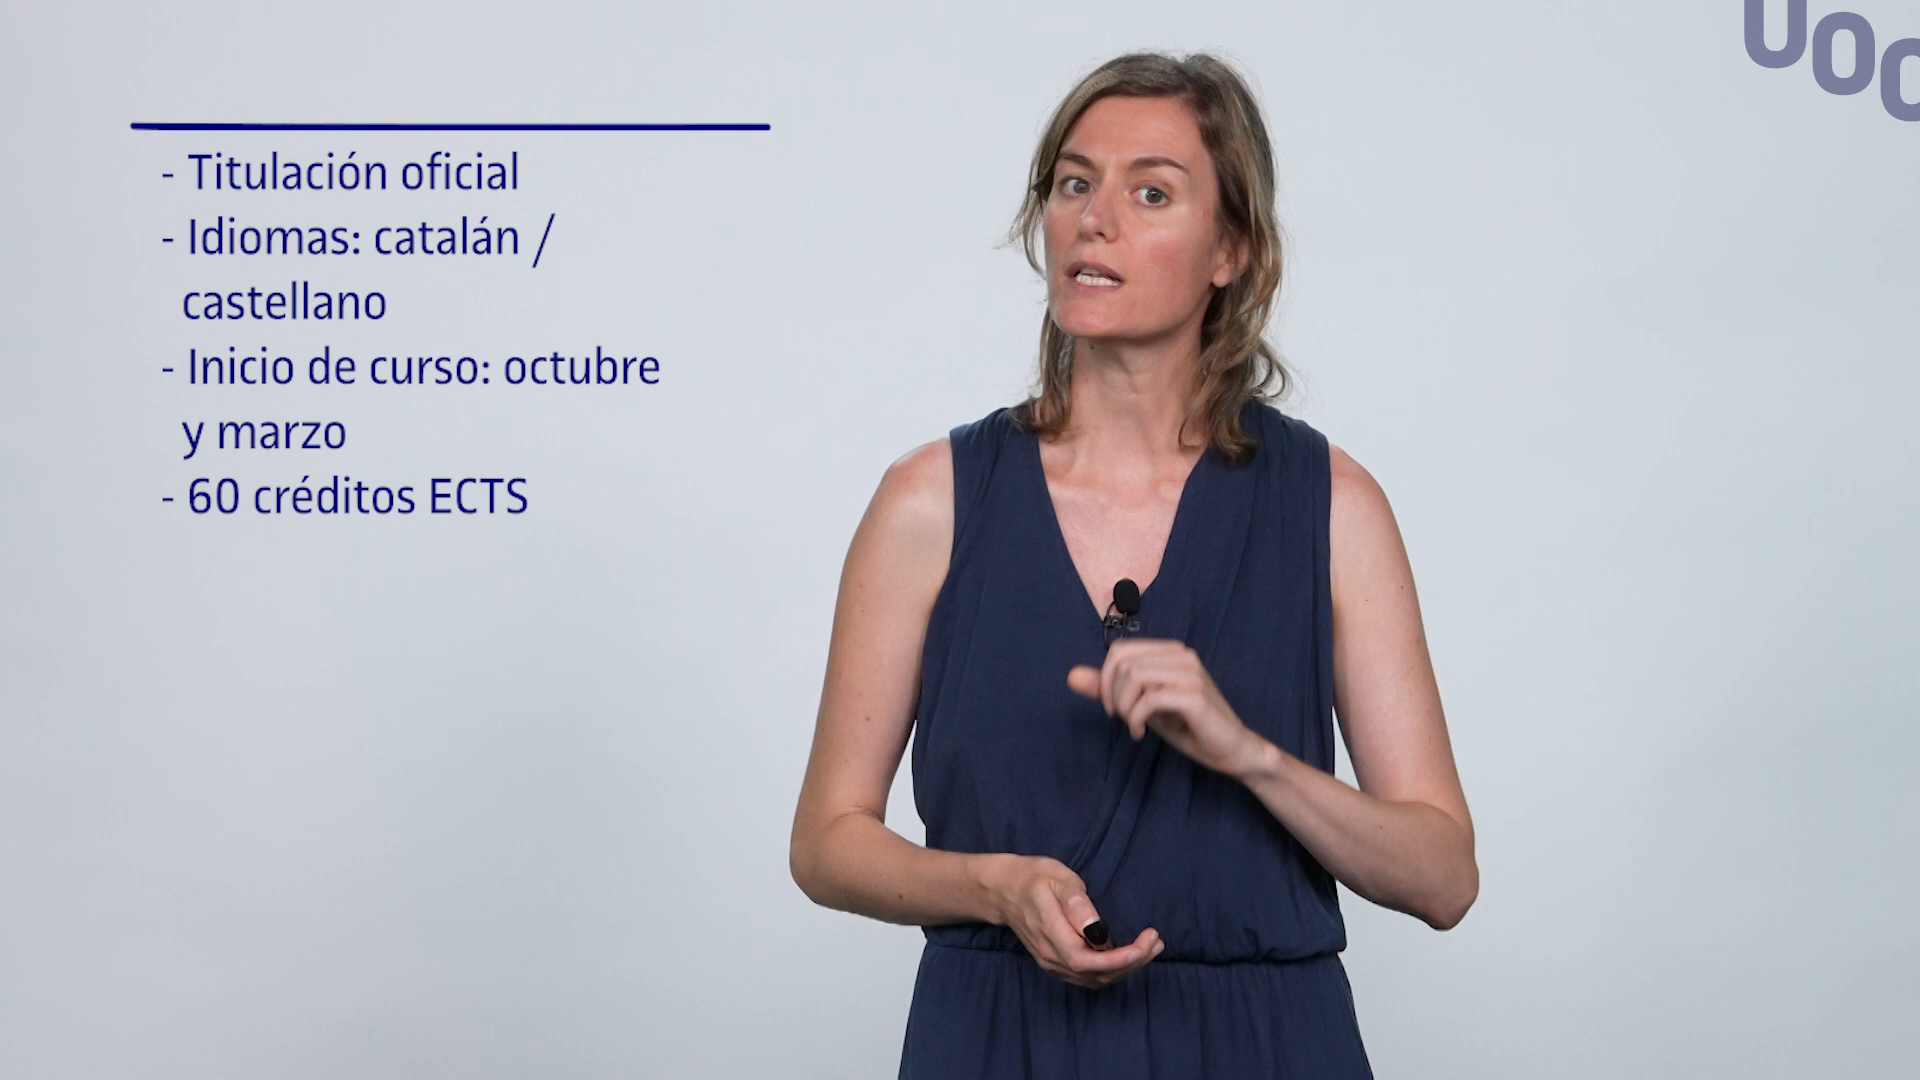 UOC
- Titulación oficial
- Idiomas: catalán /
castellano
- Inicio de curso: octubre
y marzo
- 60 créditos ECTS